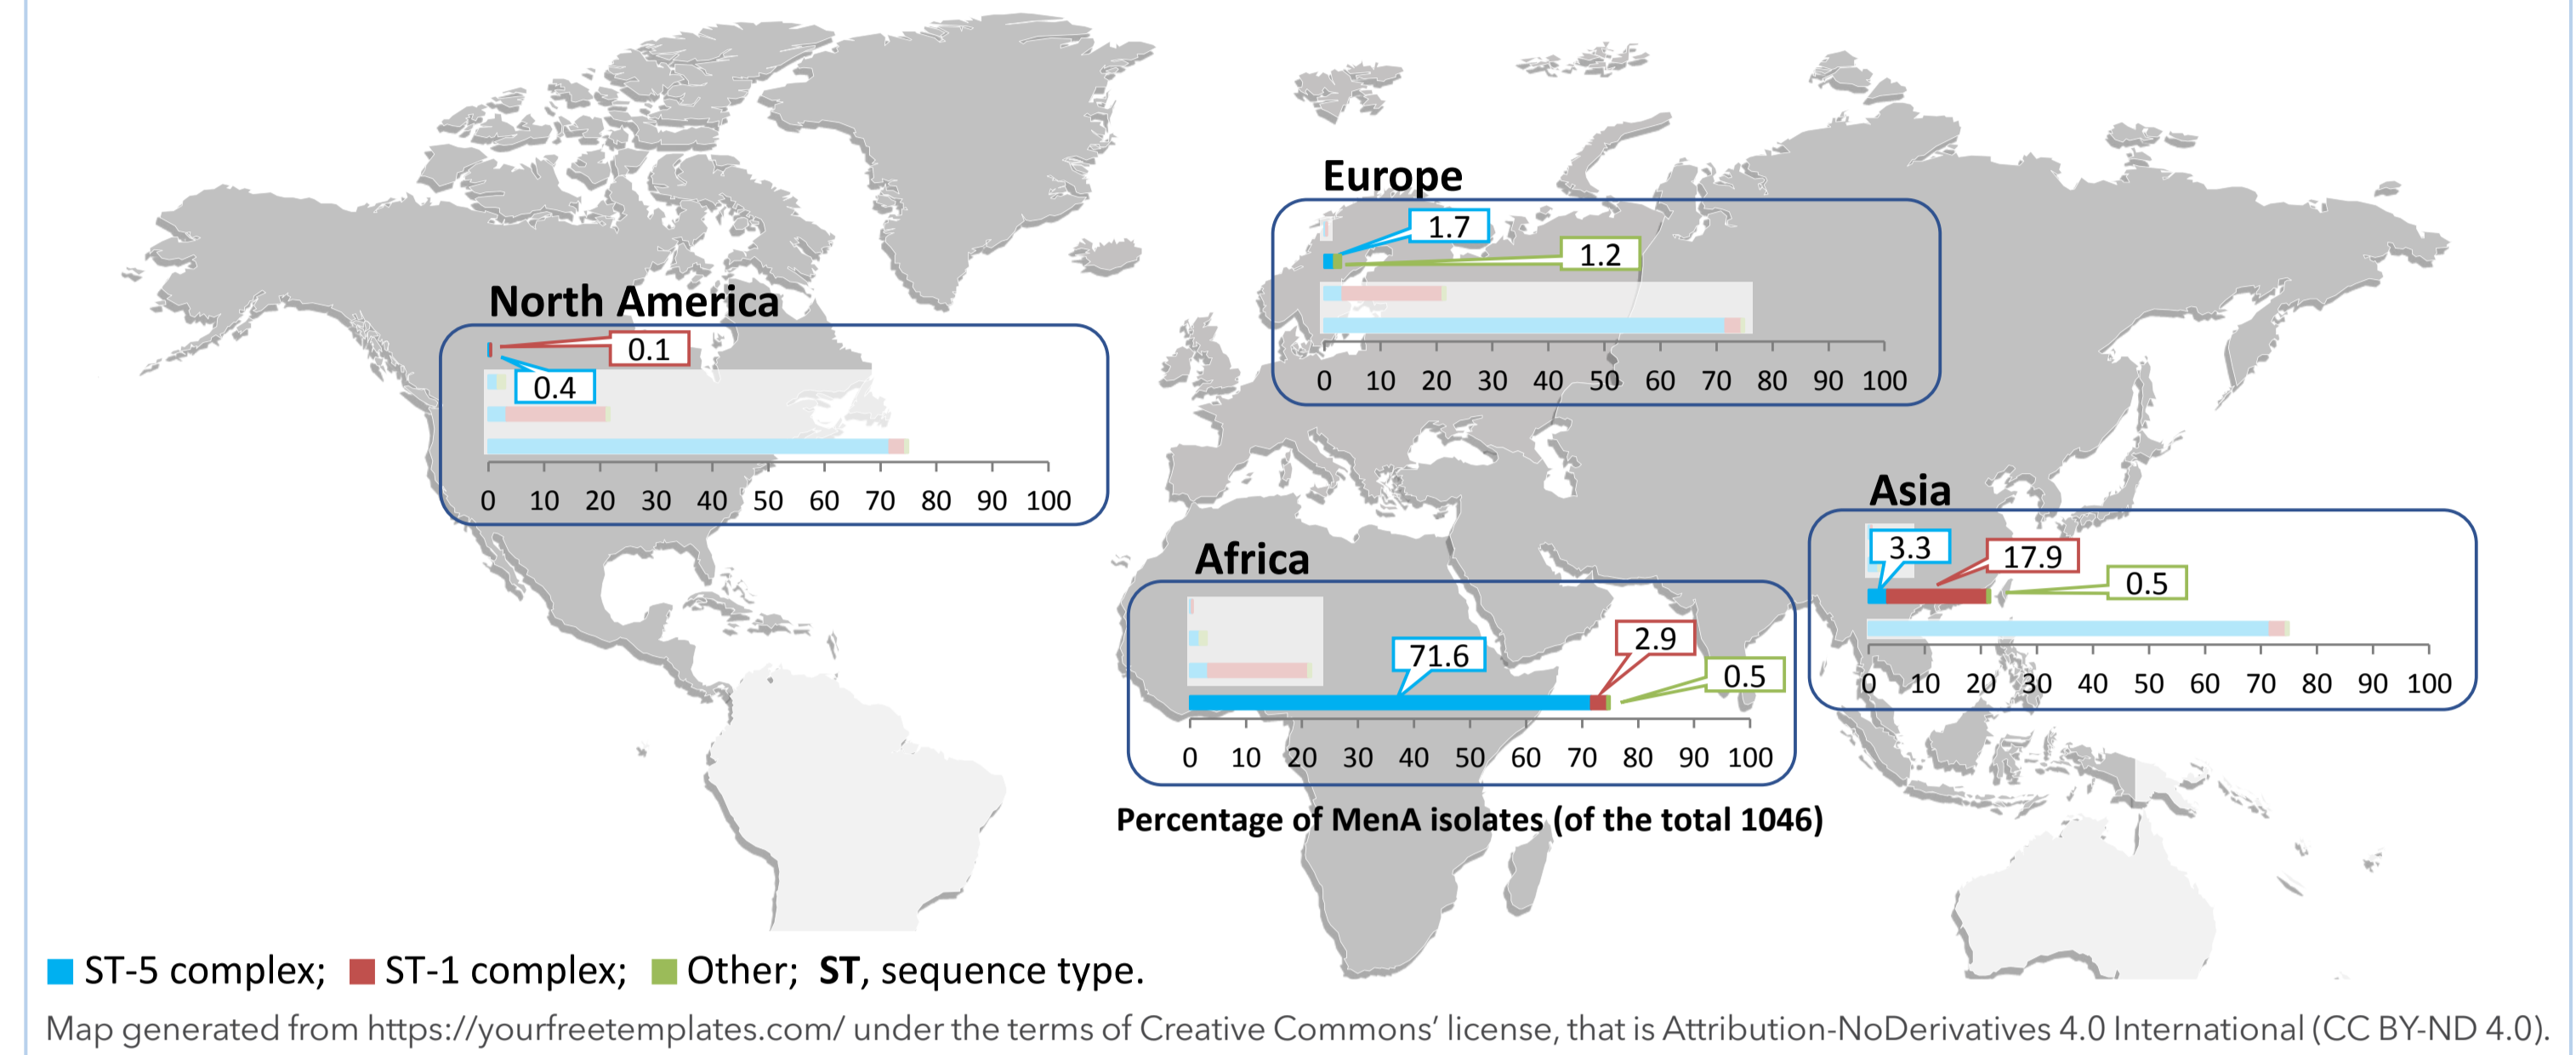 Europe
1.7
1.2
0 10 20 30 40 50 60 70 80 90 100
North America
0.1
0.4
0 10 20 30 40 50 60 70 80 90 100
Asia
3.3
17.9
0.5
0 10 20 30 40 50 60 70 80 90 100
Africa
71.6
2.9
0.5
0 10 20 30 40 50 60 70 80 90 100
Percentage of MenA isolates (of the total 1046)
ST-5 complex; ST-1 complex; Other; ST, sequence type.
Map generated from https://yourfreetemplates.com/ under the terms of Creative Commons’ license, that is Attribution-NoDerivatives 4.0 International (CC BY-ND 4.0).